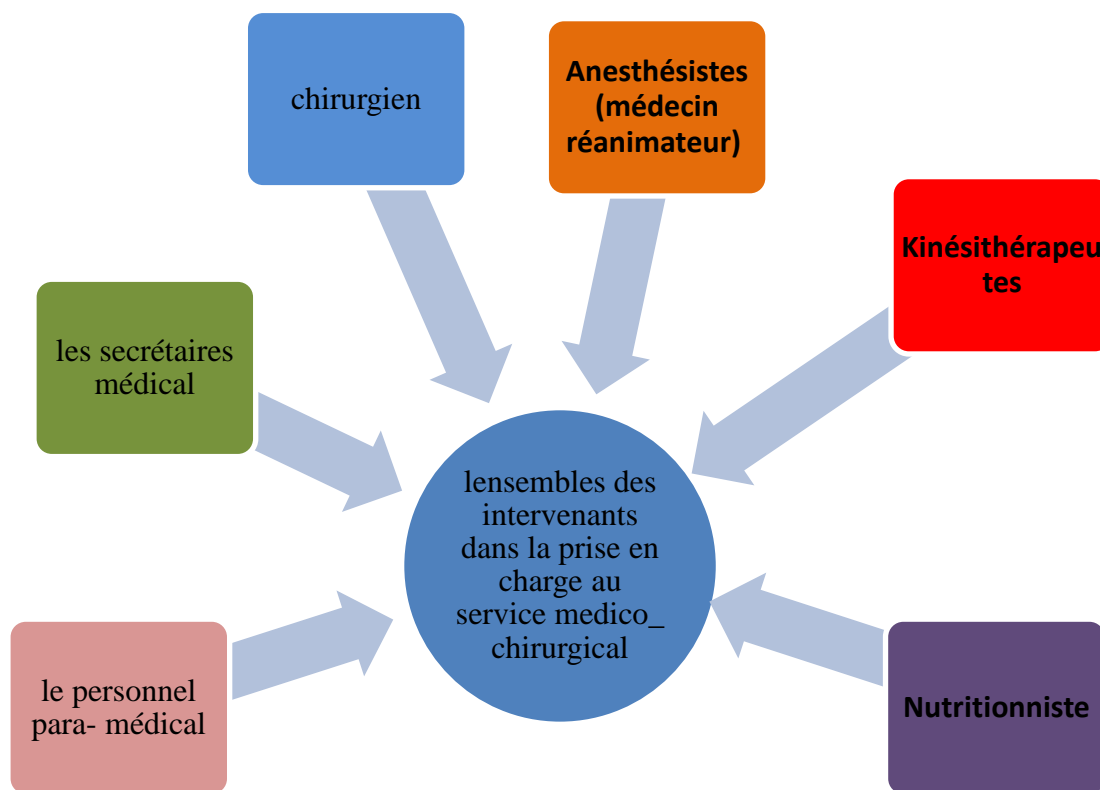 chirurgien
Anesthésistes
(médecin
réanimateur)
Kinésithérapeu
tes
les secrétaires
médical
lensembles des
intervenants
dans la prise en
charge au
service medico_
chirurgical
le personnel
para- médical
Nutritionniste